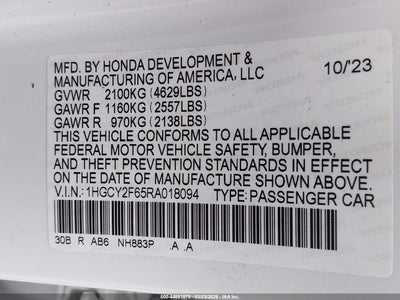 MFD. BY HONDA DEVELOPMENT & 10/'23
MANUFACTURING OF AMERICA, LLC
GVWR 2100KG (4629LBS)
GAWR F 1160KG (2557LBS)
GAWR R 970KG (2138LBS)
THIS VEHICLE CONFORMS TO ALL APPLICABLE
FEDERAL MOTOR VEHICLE SAFETY, BUMPER,
AND THEFT PREVENTION STANDARDS IN EFFECT
ON THE DATE OF MANUFACTURE SHOWN ABOVE.
V.I.N.: 1HGCY2F65RA018094 TYPE: PASSENGER CAR
30B R AB6 NH883P .A .A